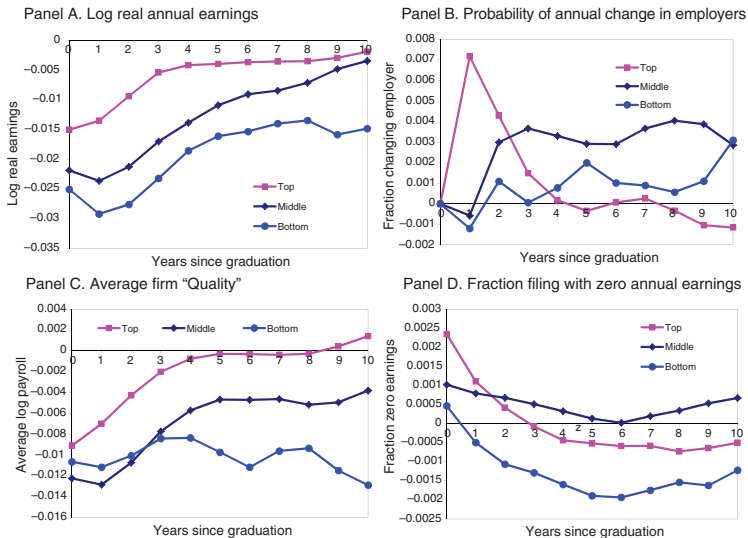 Panel A. Log real annual earnings
0
−0.005
−0.01
−0.015
−0.02
−0.025
−0.03
−0.035
0 1 2 3 4 5 6 7 8 9 10
Log real earnings
Top
Middle
Bottom
Years since graduation
Panel B. Probability of annual change in employers
0.008
0.007
0.006
0.005
0.004
0.003
0.002
0.001
0
−0.001
−0.002
0 1 2 3 4 5 6 7 8 9 10
Fraction changing employer
Top
Middle
Bottom
Years since graduation
Panel C. Average firm “Quality”
0.004
0.002
0
−0.002
−0.004
−0.006
−0.008
−0.01
−0.012
−0.014
−0.016
0 1 2 3 4 5 6 7 8 9 10
Average log payroll
Top Middle Bottom
Years since graduation
Panel D. Fraction filing with zero annual earnings
0.003
0.0025
0.002
0.0015
0.001
0.0005
0
−0.0005
−0.001
−0.0015
−0.002
−0.0025
0 1 2 3 4 z 5 6 7 8 9 10
Fraction zero earnings
Top
Middle
Bottom
Years since graduation